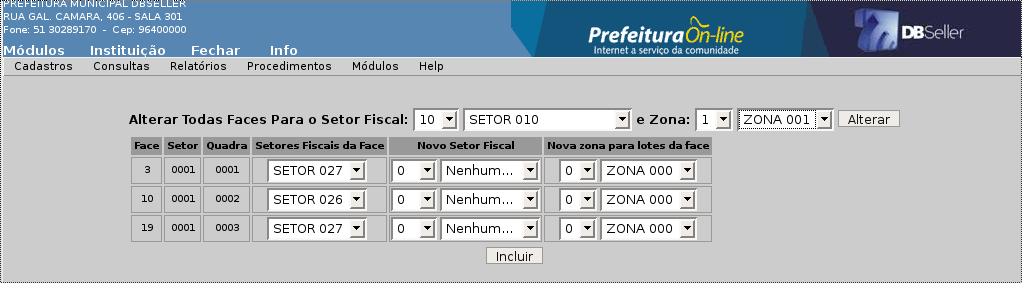 PREFEITURA MUNICIPAL DBSELLER
RUA GAL. CAMARA, 406 - SALA 301
Fone: 51 30289170 - Cep: 96400000
Prefeitura On-line
Internet a serviço da comunidade
DBSeller
Módulos Instituição Fechar Info
Cadastros Consultas Relatórios Procedimentos Módulos Help
Alterar Todas Faces Para o Setor Fiscal: 10 SETOR 010 e Zona: 1 ZONA 001 Alterar
Face Setor Quadra Setores Fiscais da Face Novo Setor Fiscal Nova zona para lotes da face
3 0001 0001 SETOR 027 0 Nenhum... 0 ZONA 000
10 0001 0002 SETOR 026 0 Nenhum... 0 ZONA 000
19 0001 0003 SETOR 027 0 Nenhum... 0 ZONA 000
Incluir